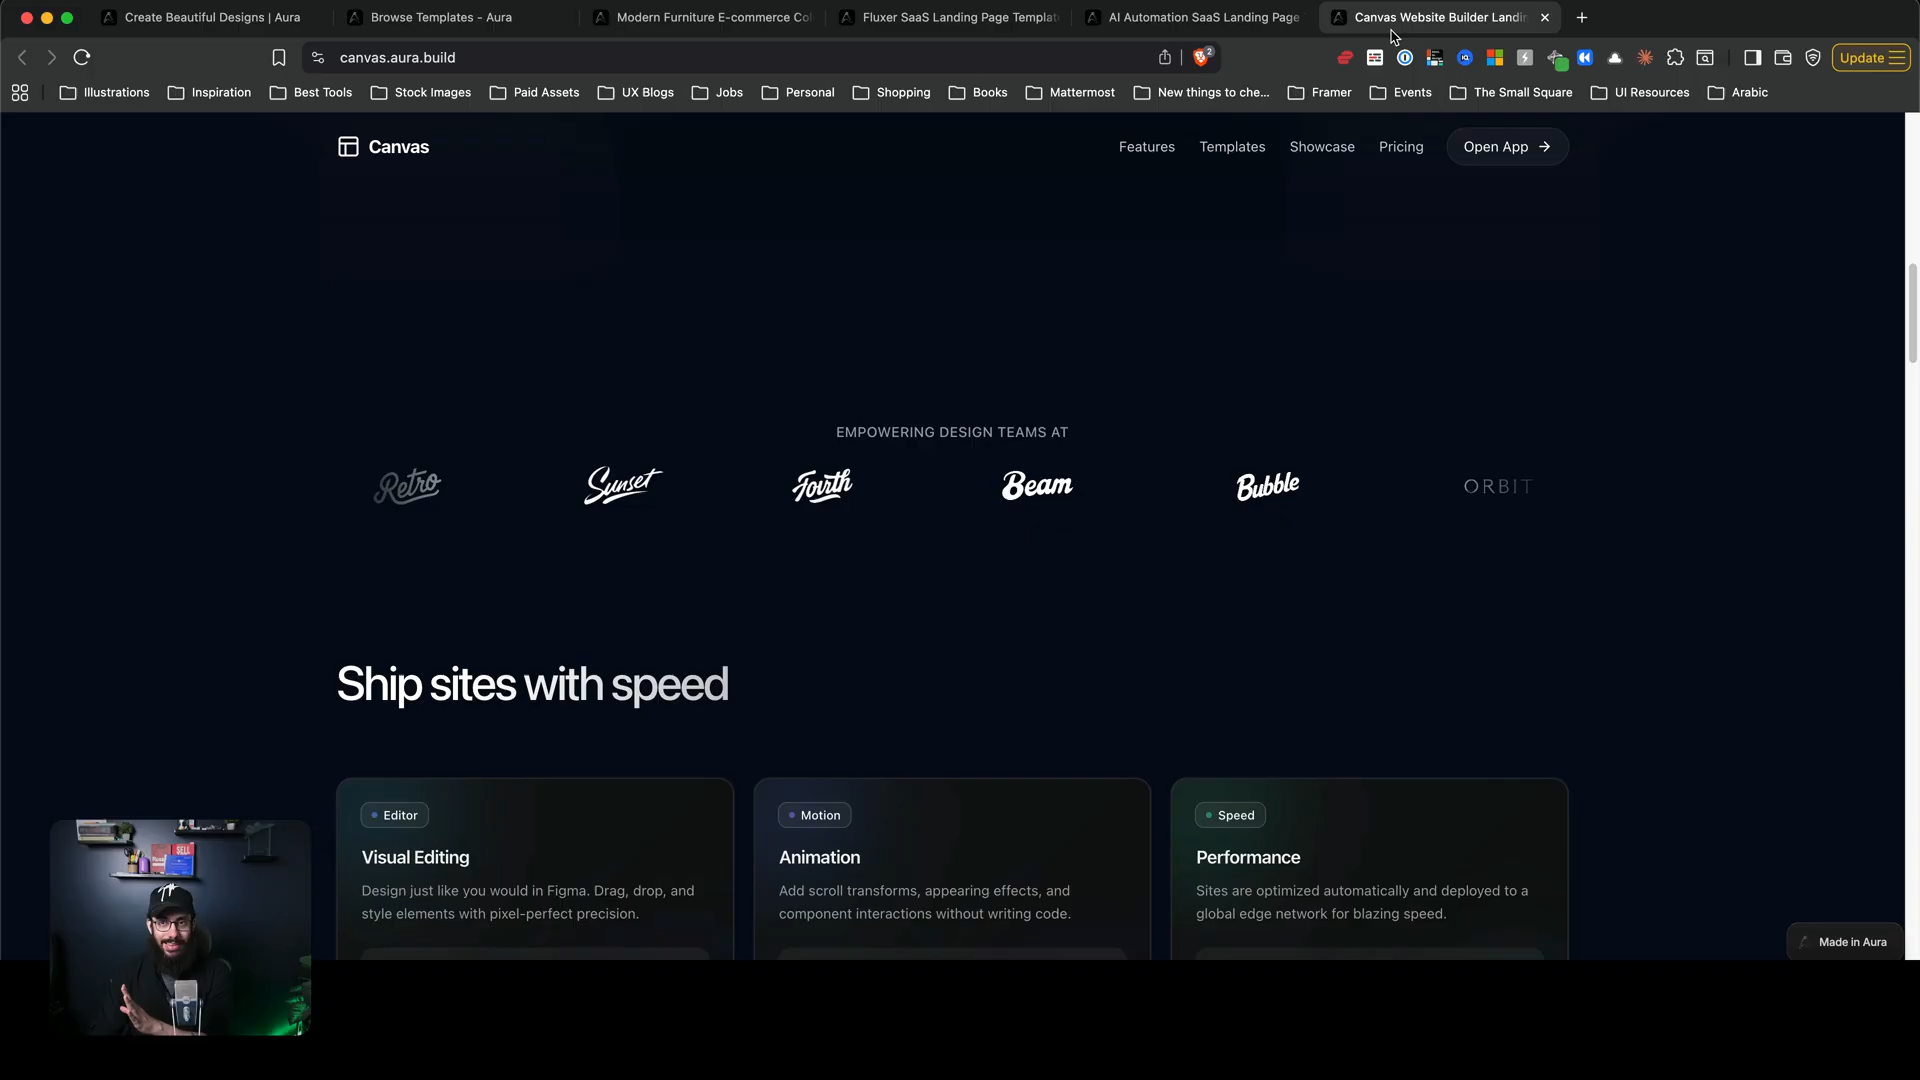 Create Beautiful Designs | Aura
Browse Templates - Aura
Modern Furniture E-commerce Co
Fluxer SaaS Landing Page Templat
AI Automation SaaS Landing Page
Canvas Website Builder Landin
canvas.aura.build
2
Update
Illustrations
Inspiration
Best Tools
Stock Images
Paid Assets
UX Blogs
Jobs
Personal
Shopping
Books
Mattermost
New things to che...
Framer
Events
The Small Square
UI Resources
Arabic
Canvas
Features
Templates
Showcase
Pricing
Open App →
EMPOWERING DESIGN TEAMS AT
Retro
Sunset
Fourth
Beam
Bubble
ORBIT
Ship sites with speed
Editor
Visual Editing
Design just like you would in Figma. Drag, drop, and
style elements with pixel-perfect precision.
Motion
Animation
Add scroll transforms, appearing effects, and
component interactions without writing code.
Speed
Performance
Sites are optimized automatically and deployed to a
global edge network for blazing speed.
Made in Aura
SELL